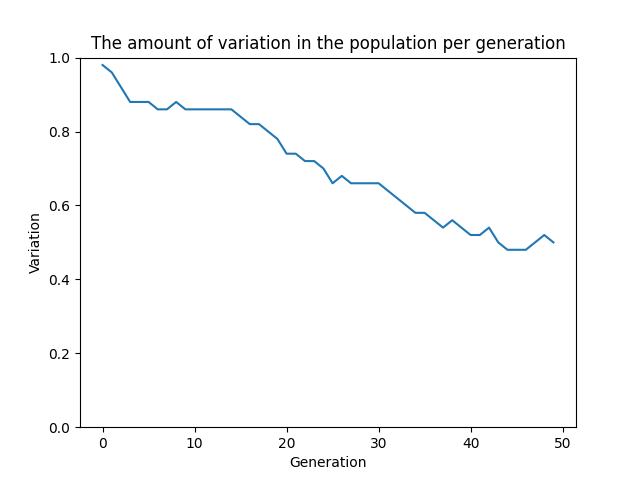 The amount of variation in the population per generation
1.0
0.8
0.6
0.4
0.2
0.0
Variation
0 10 20 30 40 50
Generation